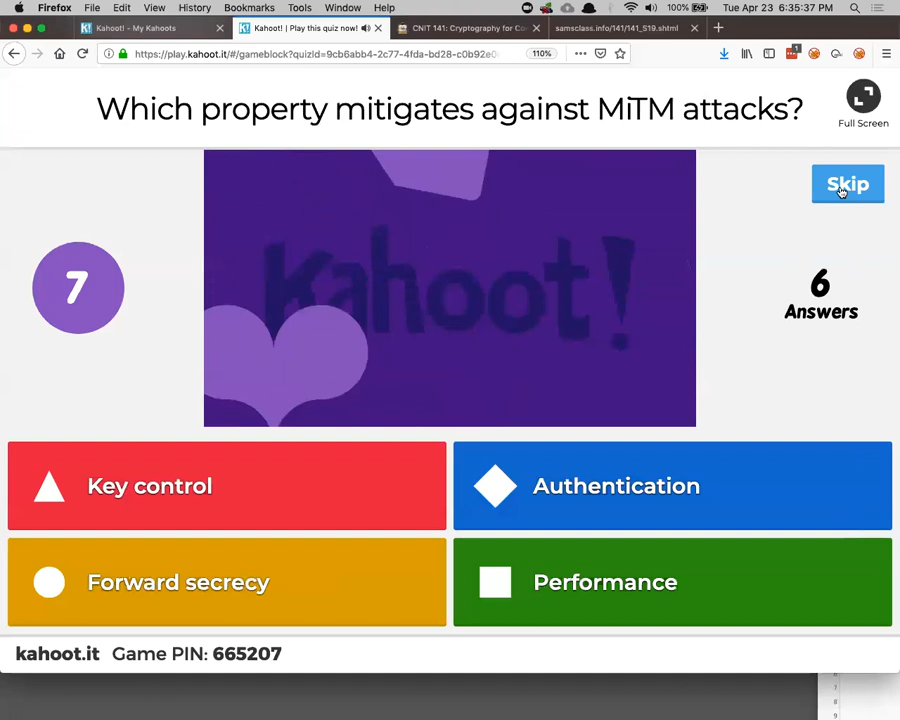 Firefox File Edit View History Bookmarks Tools Window Help 100% Tue Apr 23 6:35:37 PM
Kahoot! - My Kahoots Kahoot! | Play this quiz now! CNIT 141: Cryptography for Co samsclass.info/141/141_S19.shtml
https://play.kahoot.it/#/gameblock?quizId=9cb6abb4-2c77-4fda-bd28-c0b92e0 110%
Which property mitigates against MiTM attacks?
Full Screen
Skip
Kahoot!
7
6
Answers
Key control
Authentication
Forward secrecy
Performance
kahoot.it Game PIN: 665207
7
8
9